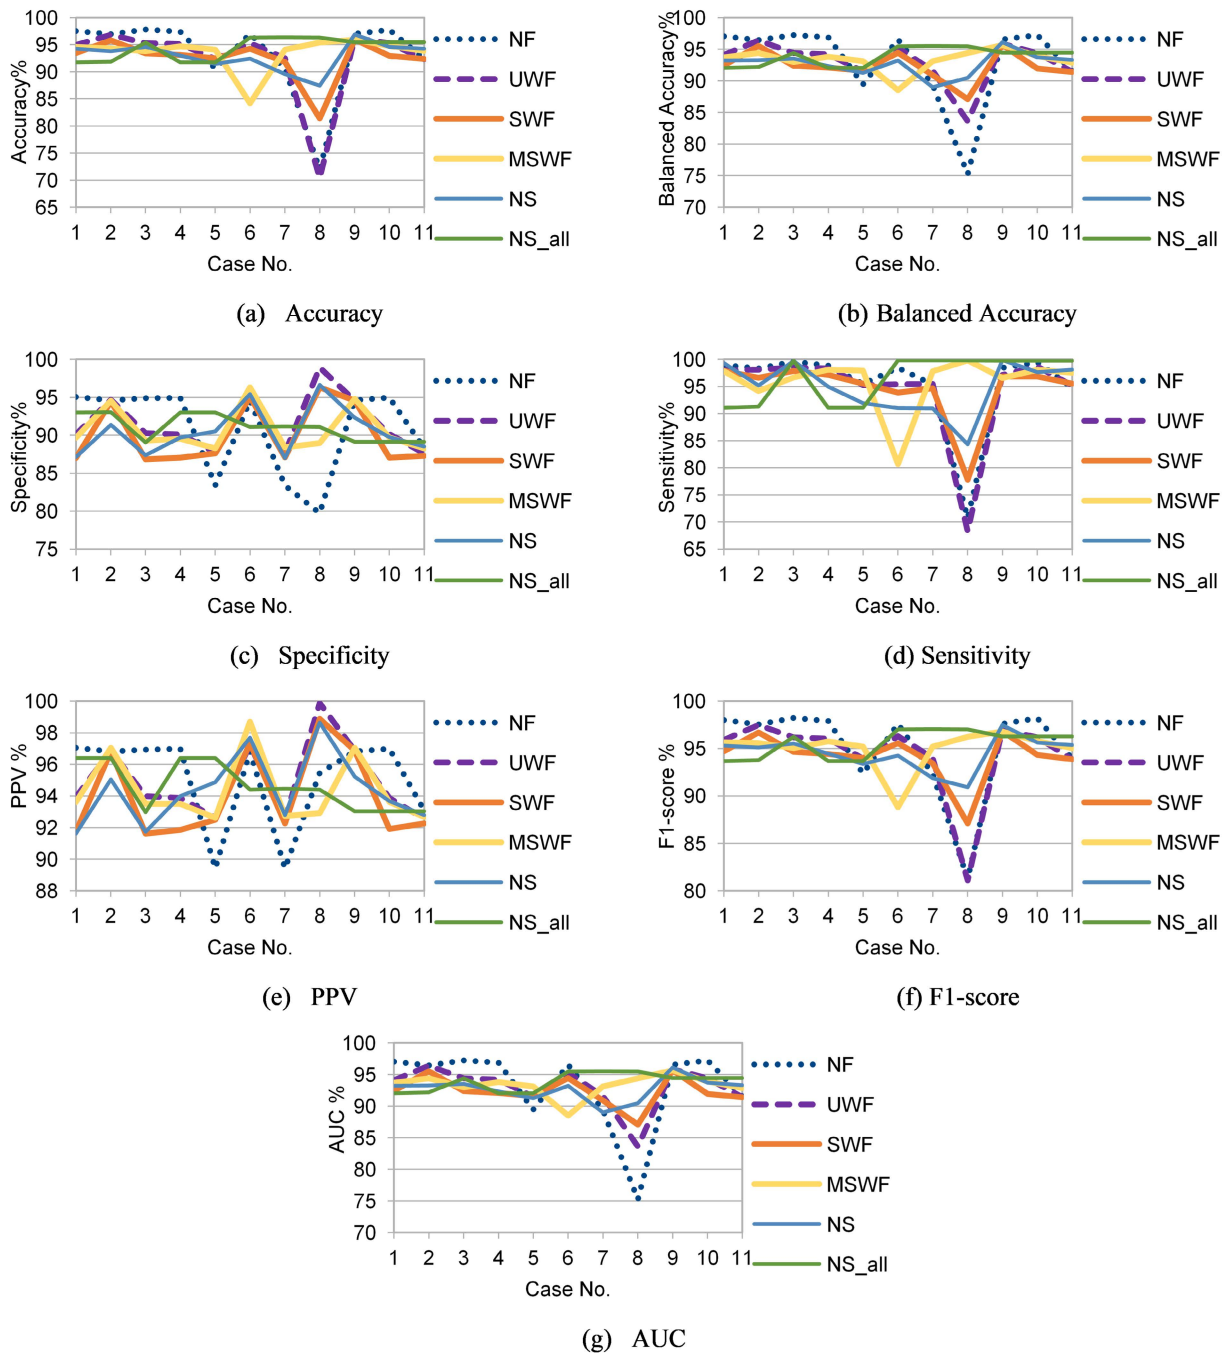 100
95
90
85
80
75
70
65
Accuracy%
1 2 3 4 5 6 7 8 9 10 11
Case No.
NF
UWF
SWF
MSWF
NS
NS_all
(a) Accuracy
100
95
90
85
80
75
70
Balanced Accuracy%
1 2 3 4 5 6 7 8 9 10 11
Case No.
NF
UWF
SWF
MSWF
NS
NS_all
(b) Balanced Accuracy
100
95
90
85
80
75
Specificity%
1 2 3 4 5 6 7 8 9 10 11
Case No.
NF
UWF
SWF
MSWF
NS
NS_all
(c) Specificity
100
95
90
85
80
75
70
65
Sensitivity%
1 2 3 4 5 6 7 8 9 10 11
Case No.
NF
UWF
SWF
MSWF
NS
NS_all
(d) Sensitivity
100
98
96
94
92
90
88
PPV %
1 2 3 4 5 6 7 8 9 10 11
Case No.
NF
UWF
SWF
MSWF
NS
NS_all
(e) PPV
100
95
90
85
80
F1-score %
1 2 3 4 5 6 7 8 9 10 11
Case No.
NF
UWF
SWF
MSWF
NS
NS_all
(f) F1-score
100
95
90
85
80
75
70
AUC %
1 2 3 4 5 6 7 8 9 10 11
Case No.
NF
UWF
SWF
MSWF
NS
NS_all
(g) AUC